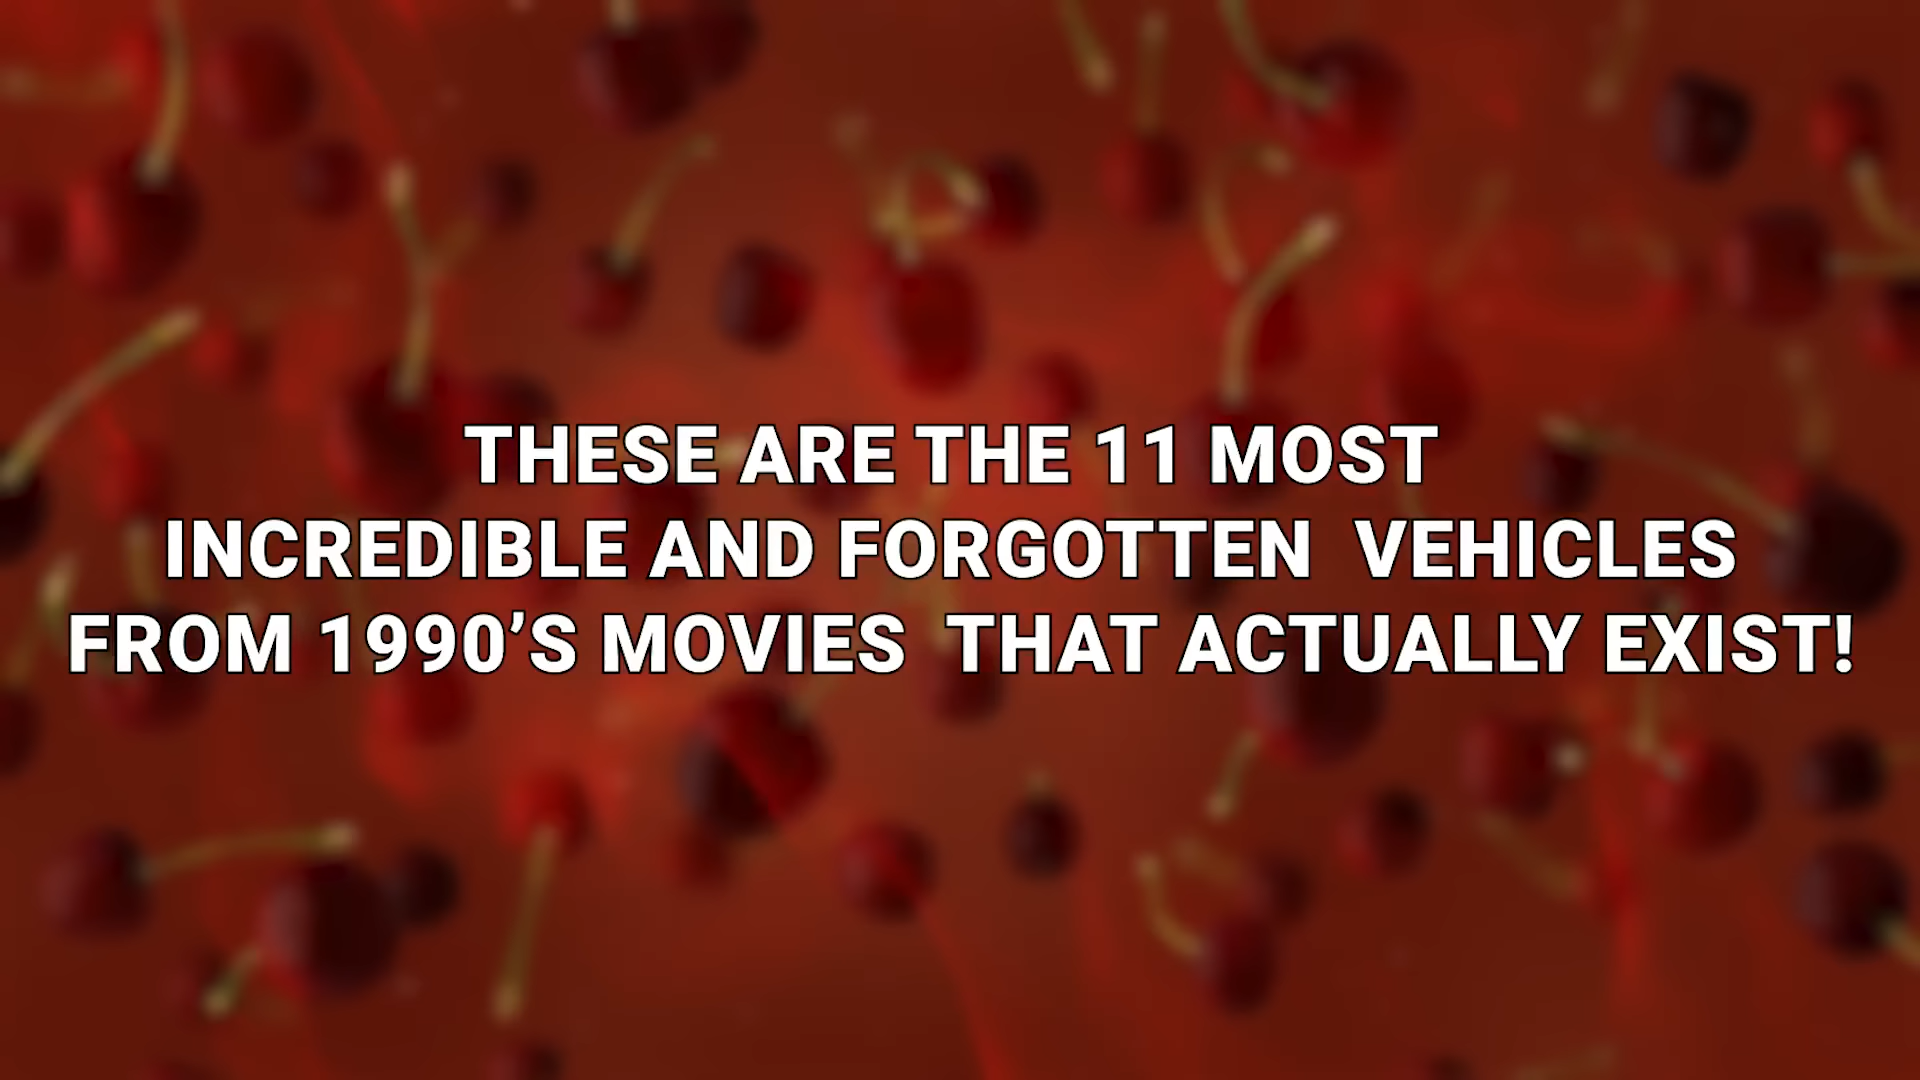 THESE ARE THE 11 MOST
INCREDIBLE AND FORGOTTEN  VEHICLES
FROM 1990’S MOVIES  THAT ACTUALLY EXIST!